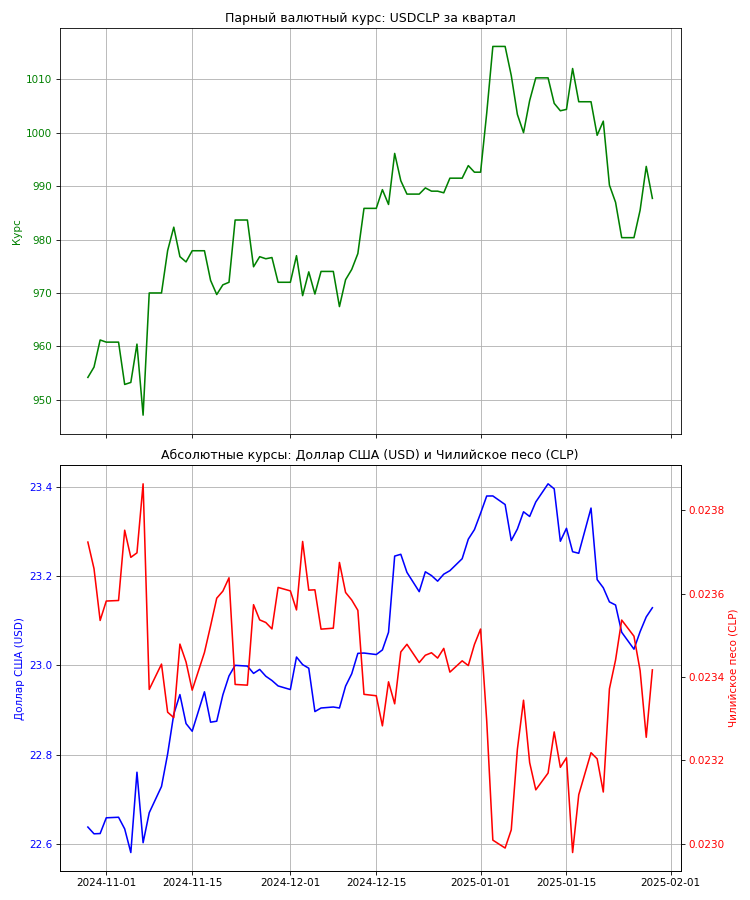 Парный валютный курс: USDCLP за квартал
1010
1000
990
980
970
960
950
Курс
Абсолютные курсы: Доллар США (USD) и Чилийское песо (CLP)
23.4
23.2
23.0
22.8
22.6
Доллар США (USD)
0.0238
0.0236
0.0234
0.0232
0.0230
Чилийское песо (CLP)
2024-11-01 2024-11-15 2024-12-01 2024-12-15 2025-01-01 2025-01-15 2025-02-01